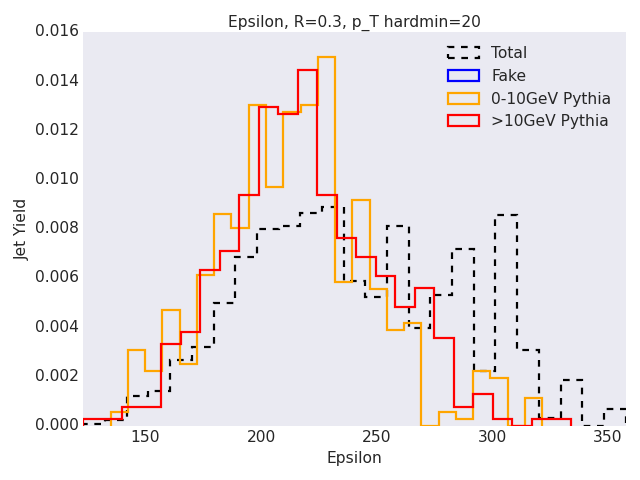 Epsilon, R=0.3, p_T hardmin=20
0.016
0.014
0.012
0.010
0.008
0.006
0.004
0.002
0.000
Jet Yield
Total
Fake
0-10GeV Pythia
>10GeV Pythia
150 200 250 300 350
Epsilon